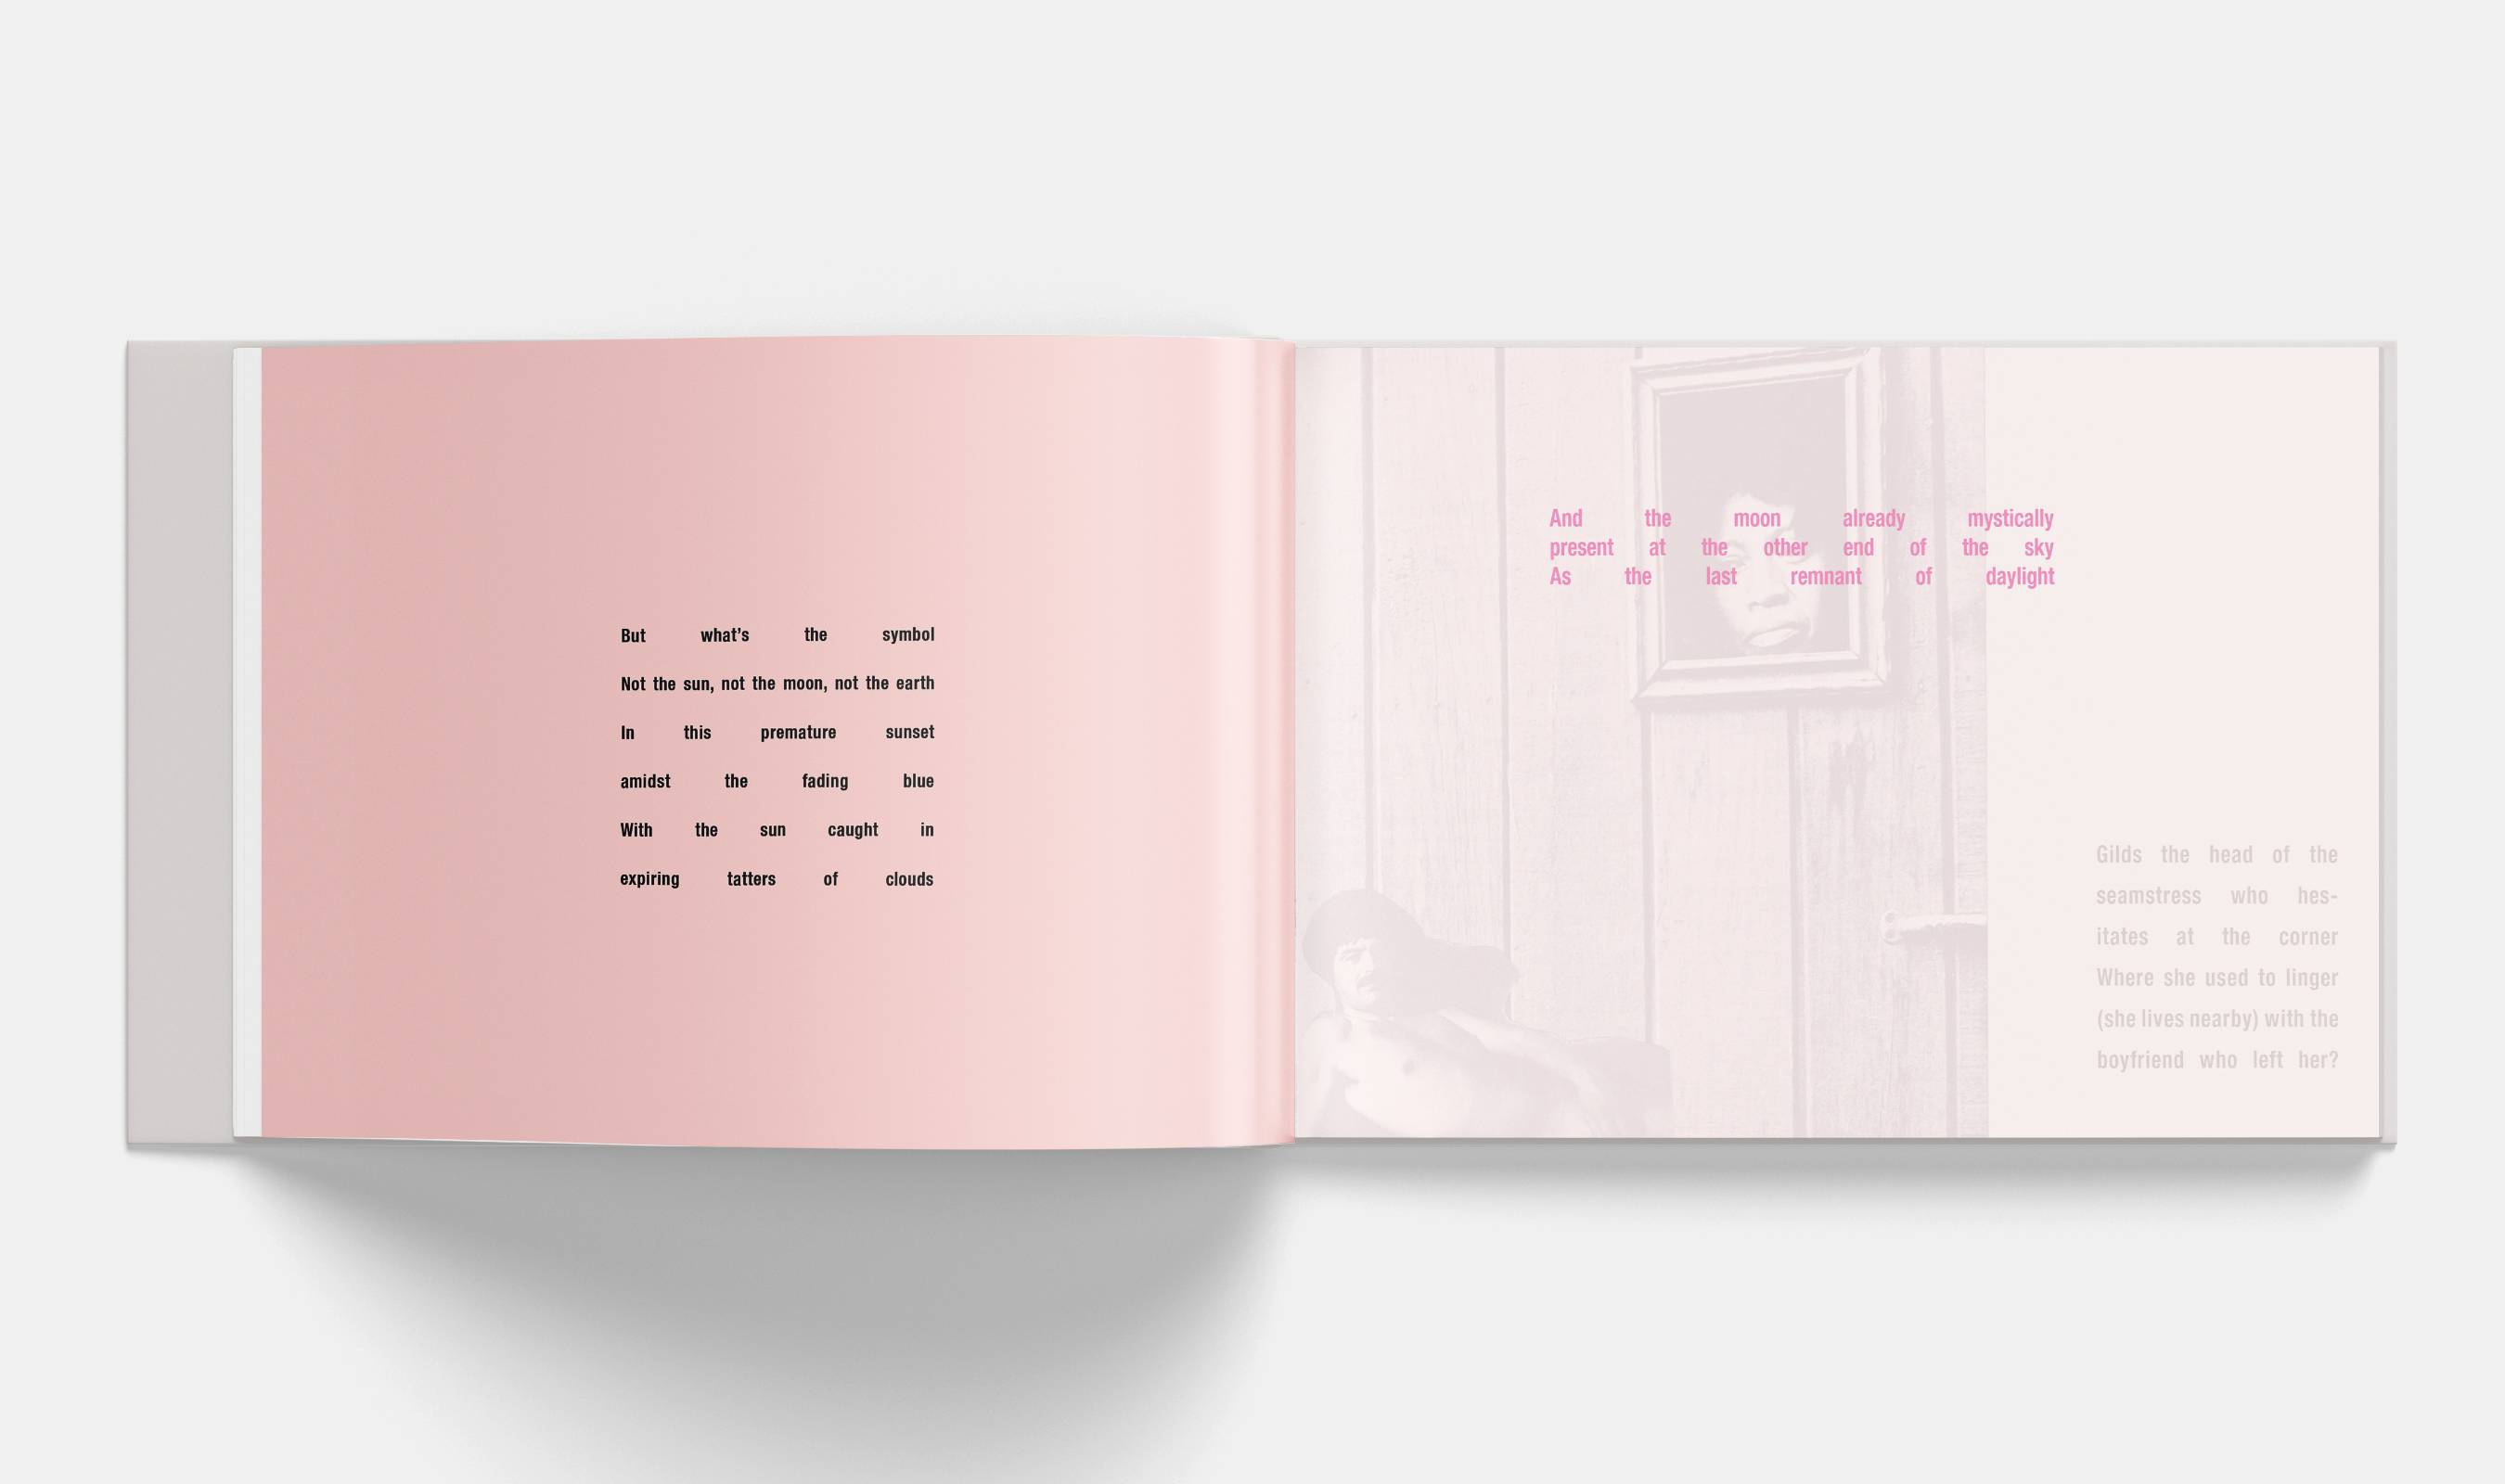 But what's the symbol
Not the sun, not the moon, not the earth
In this premature sunset
amidst the fading blue
With the sun caught in
expiring tatters of clouds
And the moon already mystically
present at the other end of the sky
As the last remnant of daylight
Gilds the head of the
seamstress who hes-
itates at the corner
Where she used to linger
(she lives nearby) with the
boyfriend who left her?